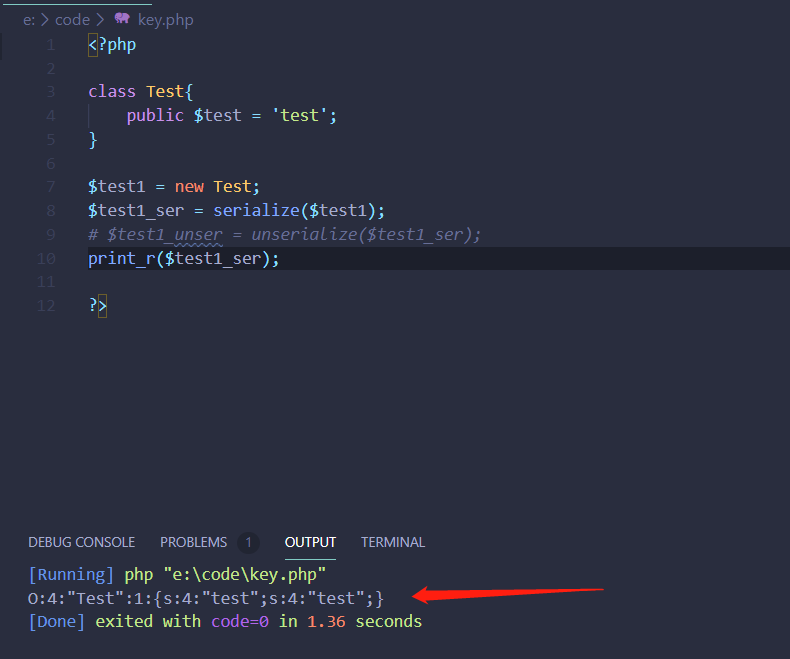 e: > code > key.php
1 <?php
2
3 class Test{
4 public $test = 'test';
5 }
6
7 $test1 = new Test;
8 $test1_ser = serialize($test1);
9 # $test1_unser = unserialize($test1_ser);
10 print_r($test1_ser);
11
12 ?>
DEBUG CONSOLE PROBLEMS 1 OUTPUT TERMINAL
[Running] php "e:\code\key.php"
O:4:"Test":1:{s:4:"test";s:4:"test";}
[Done] exited with code=0 in 1.36 seconds